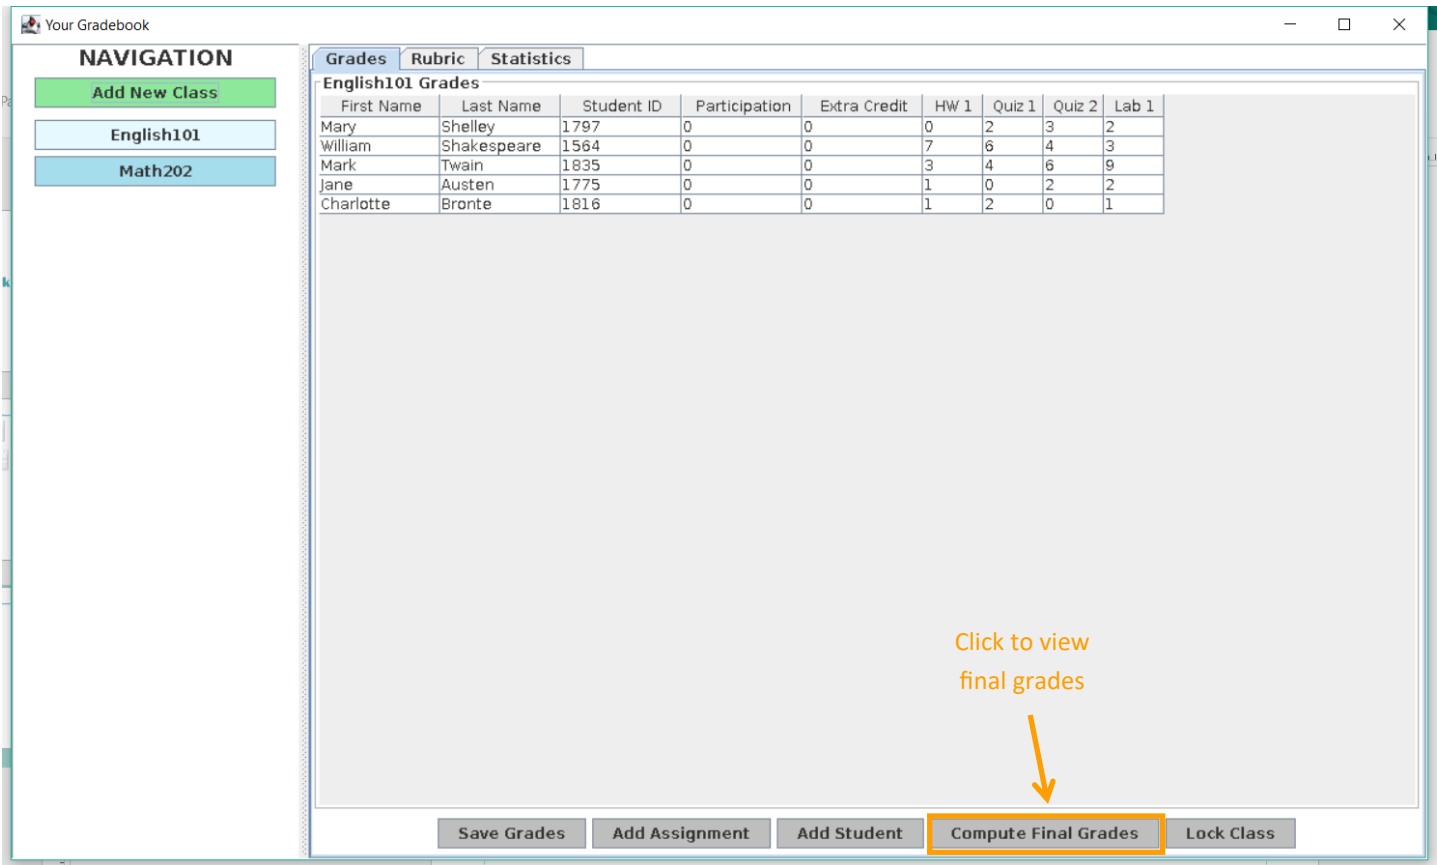 Your Gradebook
NAVIGATION
Add New Class
English101
Math202
Grades Rubric Statistics
English101 Grades
First Name Last Name Student ID Participation Extra Credit HW 1 Quiz 1 Quiz 2 Lab 1
Mary Shelley 1797 0 0 0 2 3 2
William Shakespeare 1564 0 0 7 6 4 3
Mark Twain 1835 0 0 3 4 6 9
Jane Austen 1775 0 0 1 0 2 2
Charlotte Bronte 1816 0 0 1 2 0 1
Click to view
final grades
Save Grades Add Assignment Add Student Compute Final Grades Lock Class